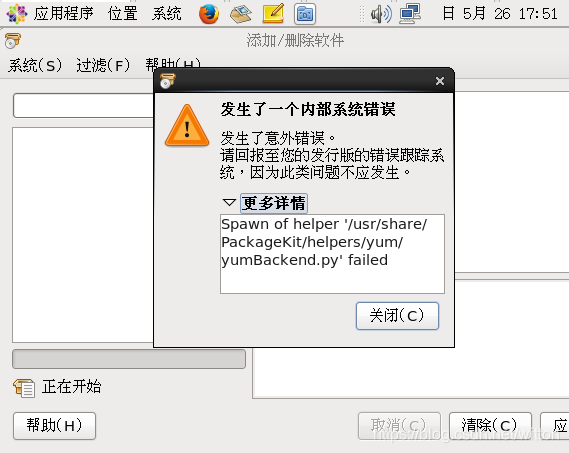 应用程序 位置 系统 日 5月 26 17:51
添加/删除软件
系统(S) 过滤(F) 帮助(H)
发生了一个内部系统错误
发生了意外错误。
请回报至您的发行版的错误跟踪系
统，因为此类问题不应发生。
更多详情
Spawn of helper '/usr/share/
PackageKit/helpers/yum/
yumBackend.py' failed
关闭(C)
正在开始
帮助(H) 取消(C) 清除(C) 应